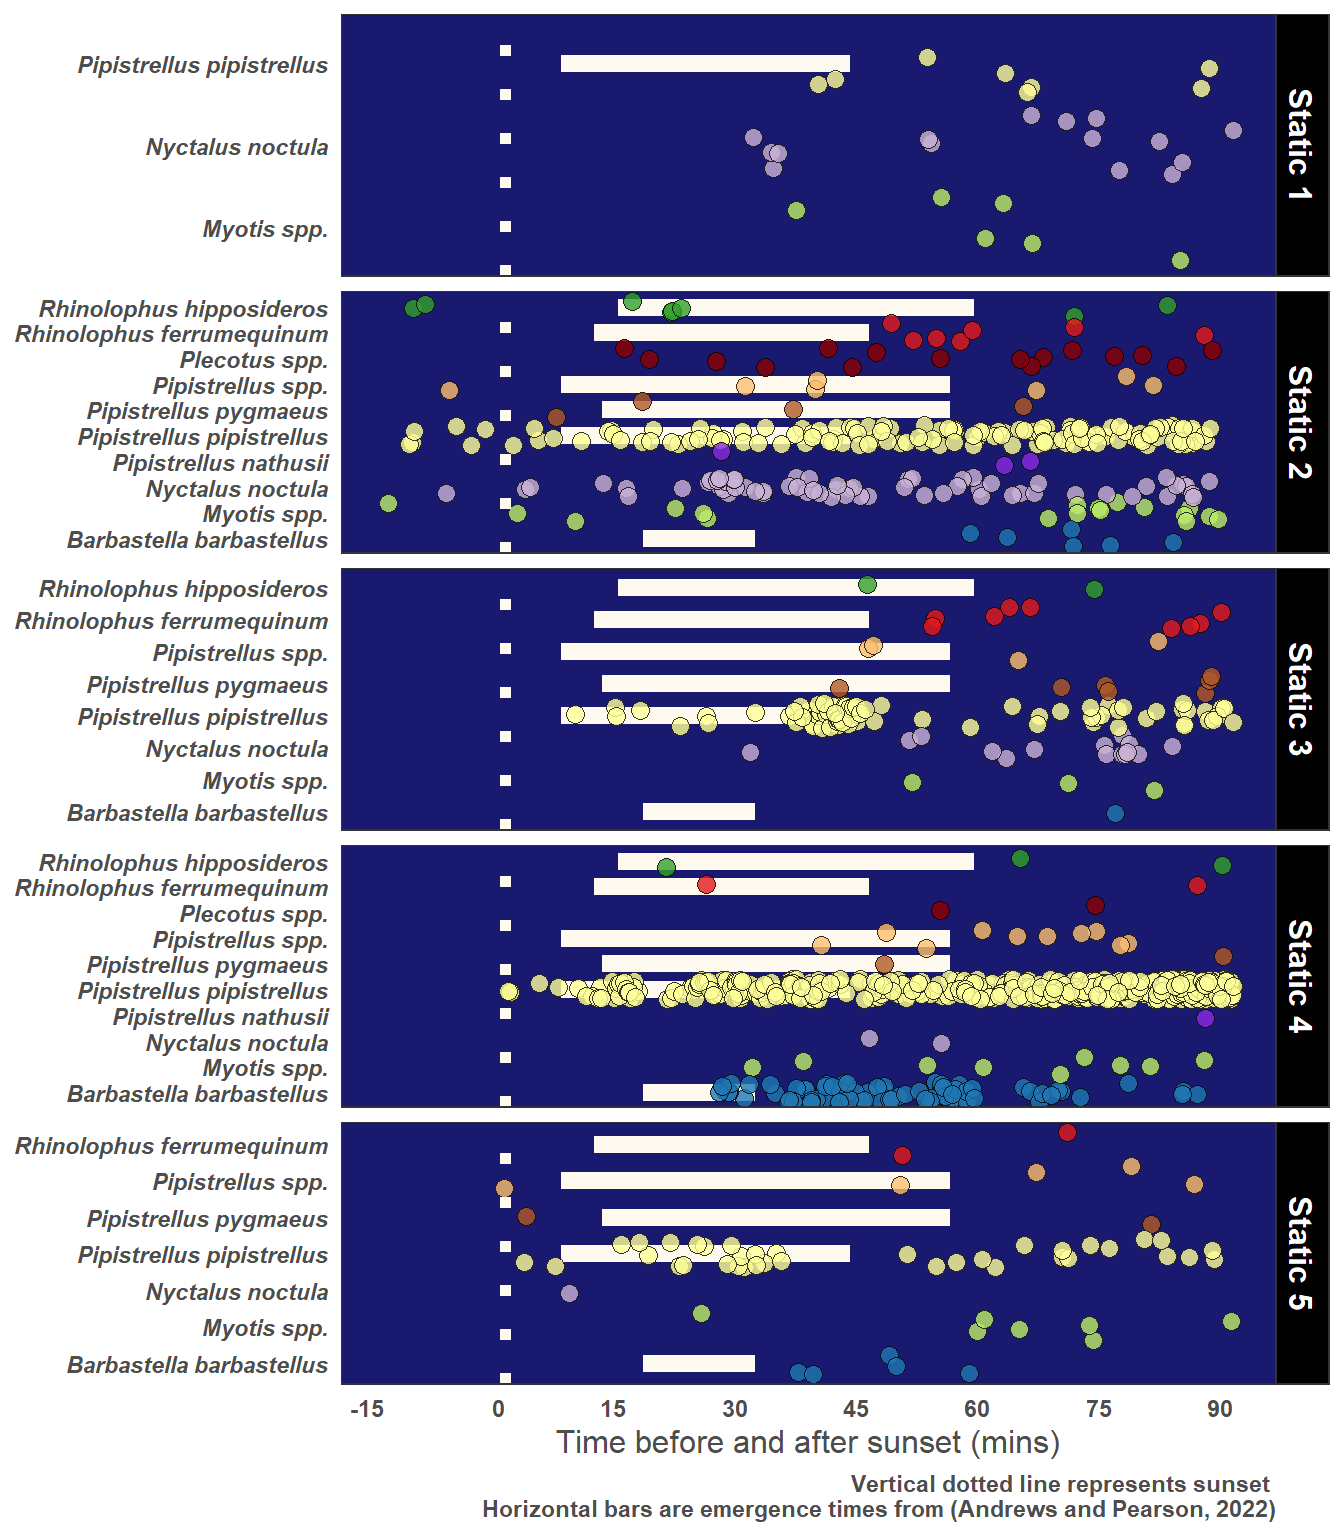 Pipistrellus pipistrellus
Nyctalus noctula
Myotis spp.
Static 1
Rhinolophus hipposideros
Rhinolophus ferrumequinum
Plecotus spp.
Pipistrellus spp.
Pipistrellus pygmaeus
Pipistrellus pipistrellus
Pipistrellus nathusii
Nyctalus noctula
Myotis spp.
Barbastella barbastellus
Static 2
Rhinolophus hipposideros
Rhinolophus ferrumequinum
Pipistrellus spp.
Pipistrellus pygmaeus
Pipistrellus pipistrellus
Nyctalus noctula
Myotis spp.
Barbastella barbastellus
Static 3
Rhinolophus hipposideros
Rhinolophus ferrumequinum
Plecotus spp.
Pipistrellus spp.
Pipistrellus pygmaeus
Pipistrellus pipistrellus
Pipistrellus nathusii
Nyctalus noctula
Myotis spp.
Barbastella barbastellus
Static 4
Rhinolophus ferrumequinum
Pipistrellus spp.
Pipistrellus pygmaeus
Pipistrellus pipistrellus
Nyctalus noctula
Myotis spp.
Barbastella barbastellus
Static 5
-15 0 15 30 45 60 75 90
Time before and after sunset (mins)
Vertical dotted line represents sunset
Horizontal bars are emergence times from (Andrews and Pearson, 2022)